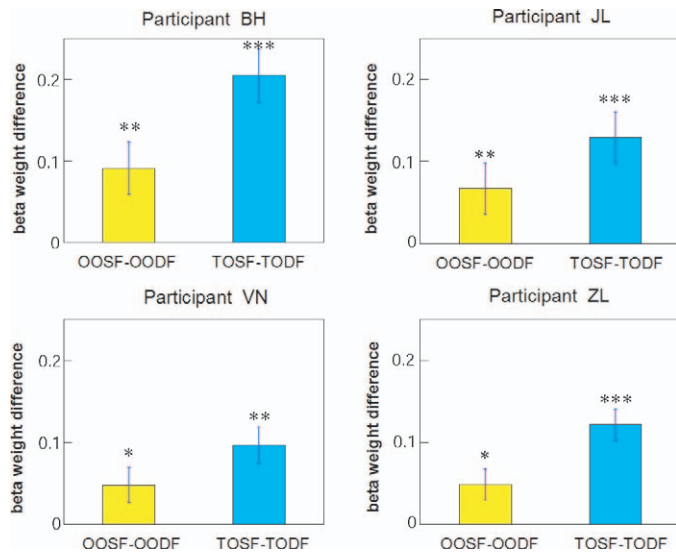 Participant BH
beta weight difference
0.2
0.1
0
**
***
OOSF-OODF
TOSF-TODF
Participant JL
beta weight difference
0.2
0.1
0
**
***
OOSF-OODF
TOSF-TODF
Participant VN
beta weight difference
0.2
0.1
0
*
**
OOSF-OODF
TOSF-TODF
Participant ZL
beta weight difference
0.2
0.1
0
*
***
OOSF-OODF
TOSF-TODF